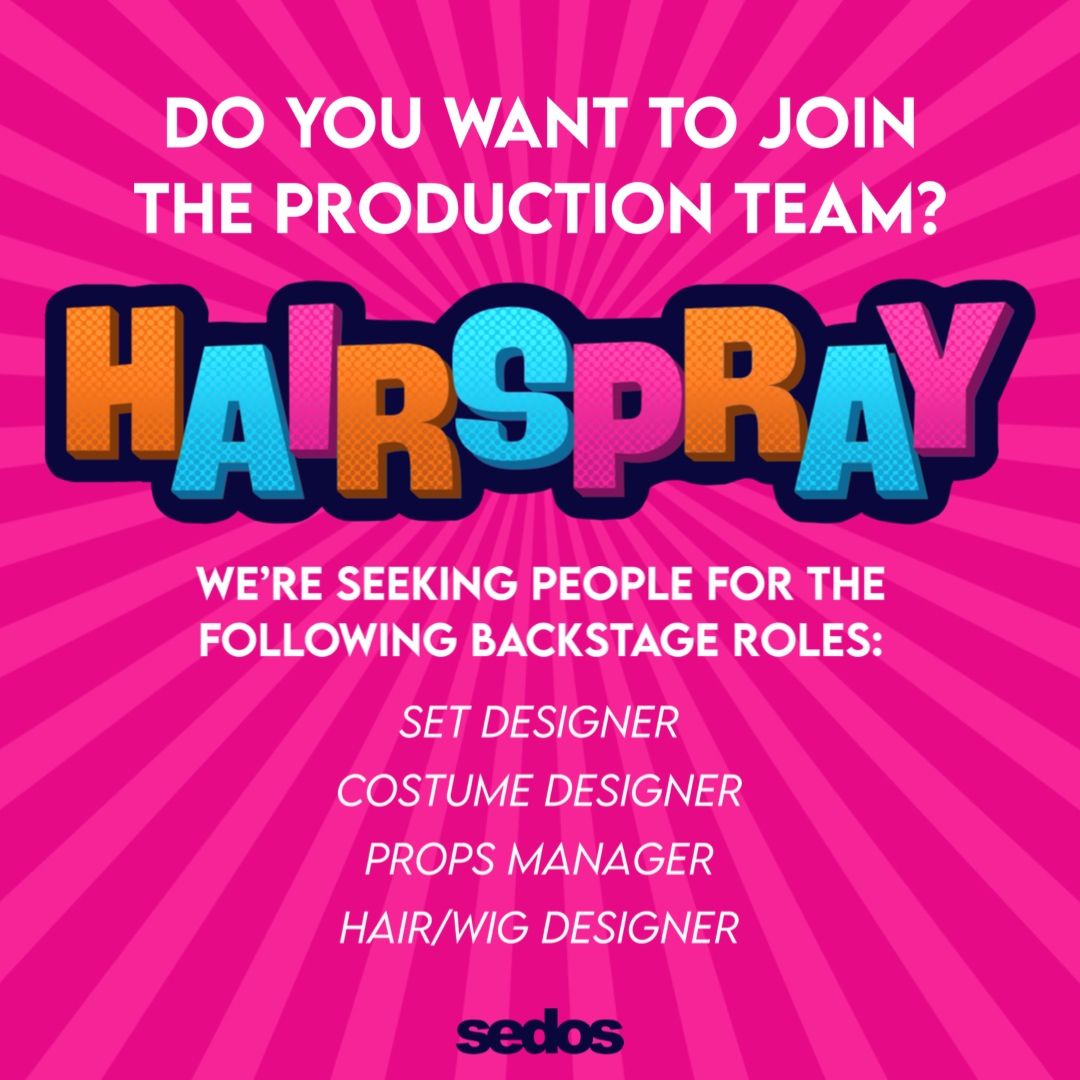 DO YOU WANT TO JOIN
THE PRODUCTION TEAM?
HAIRSPRAY
WE'RE SEEKING PEOPLE FOR THE
FOLLOWING BACKSTAGE ROLES:
SET DESIGNER
COSTUME DESIGNER
PROPS MANAGER
HAIR/WIG DESIGNER
sedos